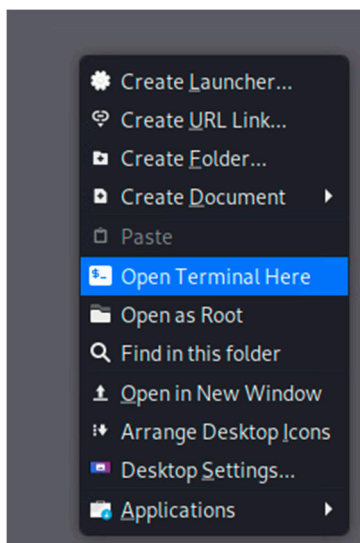 Create Launcher...
Create URL Link...
Create Folder...
Create Document
Paste
$_ Open Terminal Here
Open as Root
Find in this folder
Open in New Window
Arrange Desktop Icons
Desktop Settings...
Applications